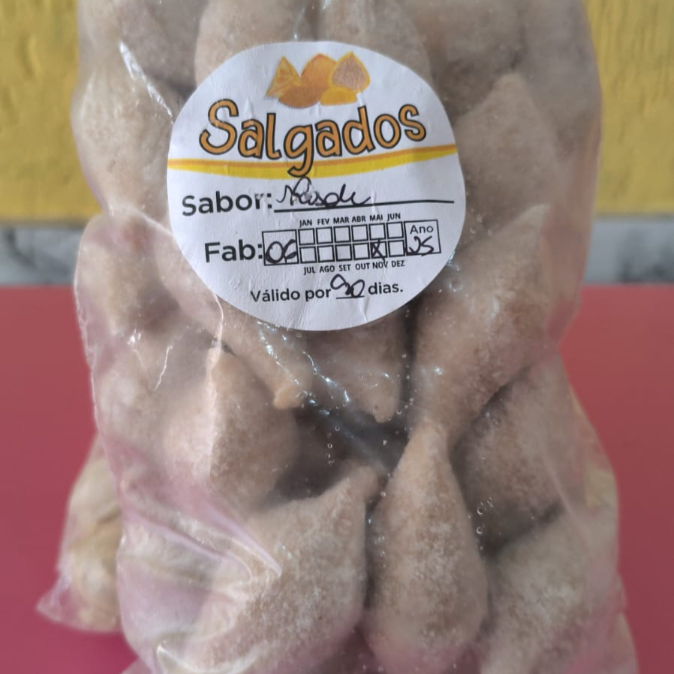 Salgados
Sabor:
JAN FEV MAR ABR MAI JUN
Fab: 06 X Ano 25
JUL AGO SET OUT NOV DEZ
Válido por 90 dias.